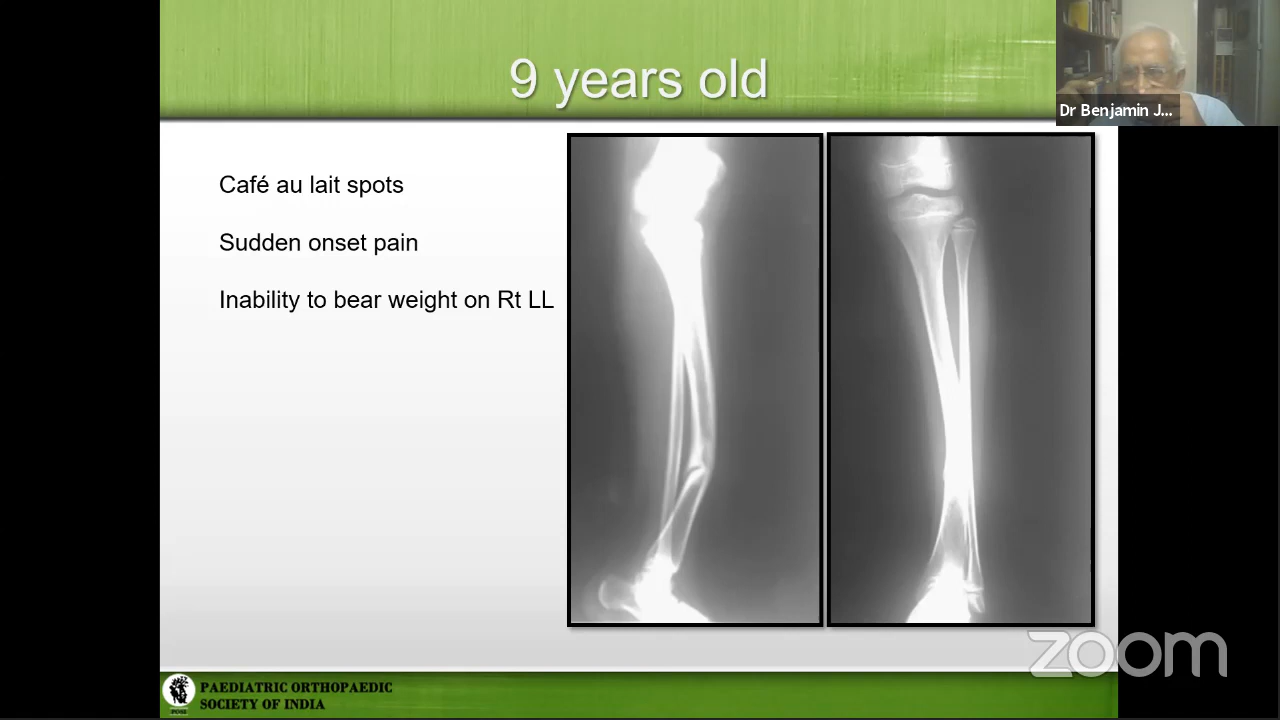 9 years old
Dr Benjamin J...
Café au lait spots
Sudden onset pain
Inability to bear weight on Rt LL
zoom
PAEDIATRIC ORTHOPAEDIC
SOCIETY OF INDIA